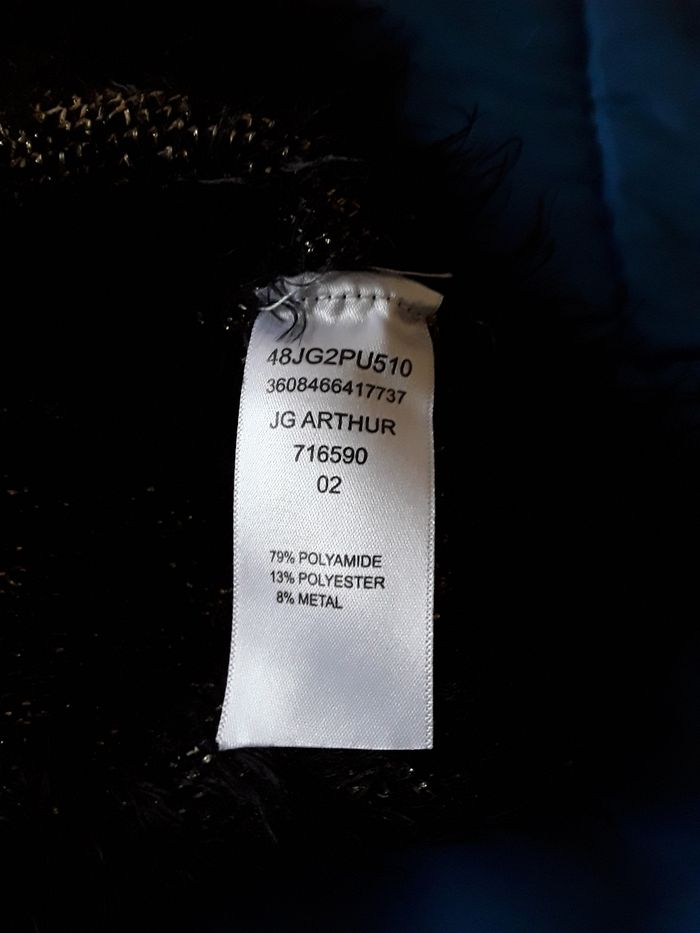 48JG2PU510
3608466417737
JG ARTHUR
716590
02
79% POLYAMIDE
13% POLYESTER
8% METAL